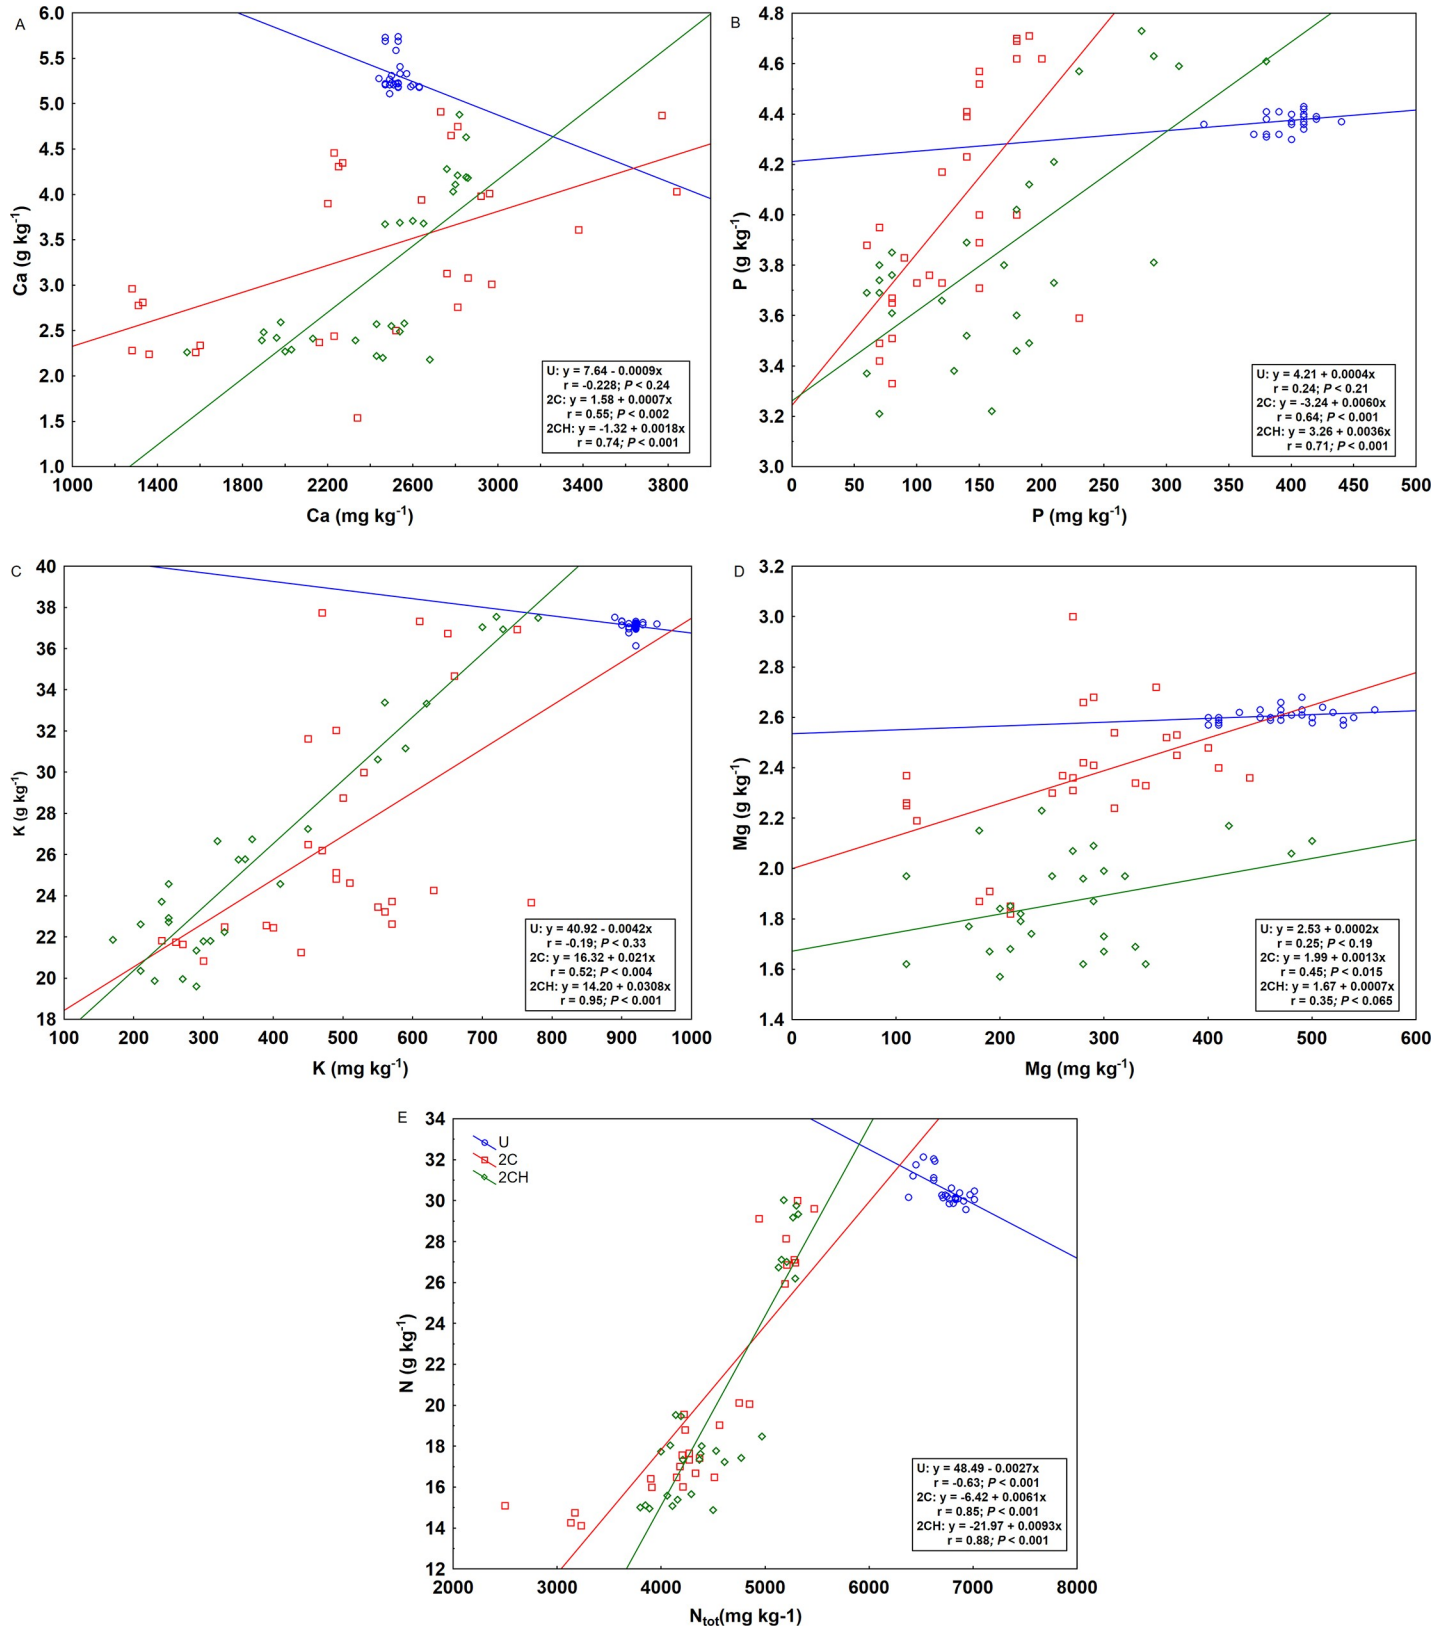 A
6.0
5.5
5.0
4.5
4.0
3.5
3.0
2.5
2.0
1.5
1.0
Ca (g kg-1)
U: y = 7.64 - 0.0009x
r = -0.228; P < 0.24
2C: y = 1.58 + 0.0007x
r = 0.55; P < 0.002
2CH: y = -1.32 + 0.0018x
r = 0.74; P < 0.001
1000 1400 1800 2200 2600 3000 3400 3800
Ca (mg kg-1)
B
4.8
4.6
4.4
4.2
4.0
3.8
3.6
3.4
3.2
3.0
P (g kg-1)
U: y = 4.21 + 0.0004x
r = 0.24; P < 0.21
2C: y = -3.24 + 0.0060x
r = 0.64; P < 0.001
2CH: y = 3.26 + 0.0036x
r = 0.71; P < 0.001
0 50 100 150 200 250 300 350 400 450 500
P (mg kg-1)
C
40
38
36
34
32
30
28
26
24
22
20
18
K (g kg-1)
U: y = 40.92 - 0.0042x
r = -0.19; P < 0.33
2C: y = 16.32 + 0.021x
r = 0.52; P < 0.004
2CH: y = 14.20 + 0.0308x
r = 0.95; P < 0.001
100 200 300 400 500 600 700 800 900 1000
K (mg kg-1)
D
3.2
3.0
2.8
2.6
2.4
2.2
2.0
1.8
1.6
1.4
Mg (g kg-1)
U: y = 2.53 + 0.0002x
r = 0.25; P < 0.19
2C: y = 1.99 + 0.0013x
r = 0.45; P < 0.015
2CH: y = 1.67 + 0.0007x
r = 0.35; P < 0.065
0 100 200 300 400 500 600
Mg (mg kg-1)
E
34
32
30
28
26
24
22
20
18
16
14
12
N (g kg-1)
U
2C
2CH
U: y = 48.49 - 0.0027x
r = -0.63; P < 0.001
2C: y = -6.42 + 0.0061x
r = 0.85; P < 0.001
2CH: y = -21.97 + 0.0093x
r = 0.88; P < 0.001
2000 3000 4000 5000 6000 7000 8000
Ntot(mg kg-1)